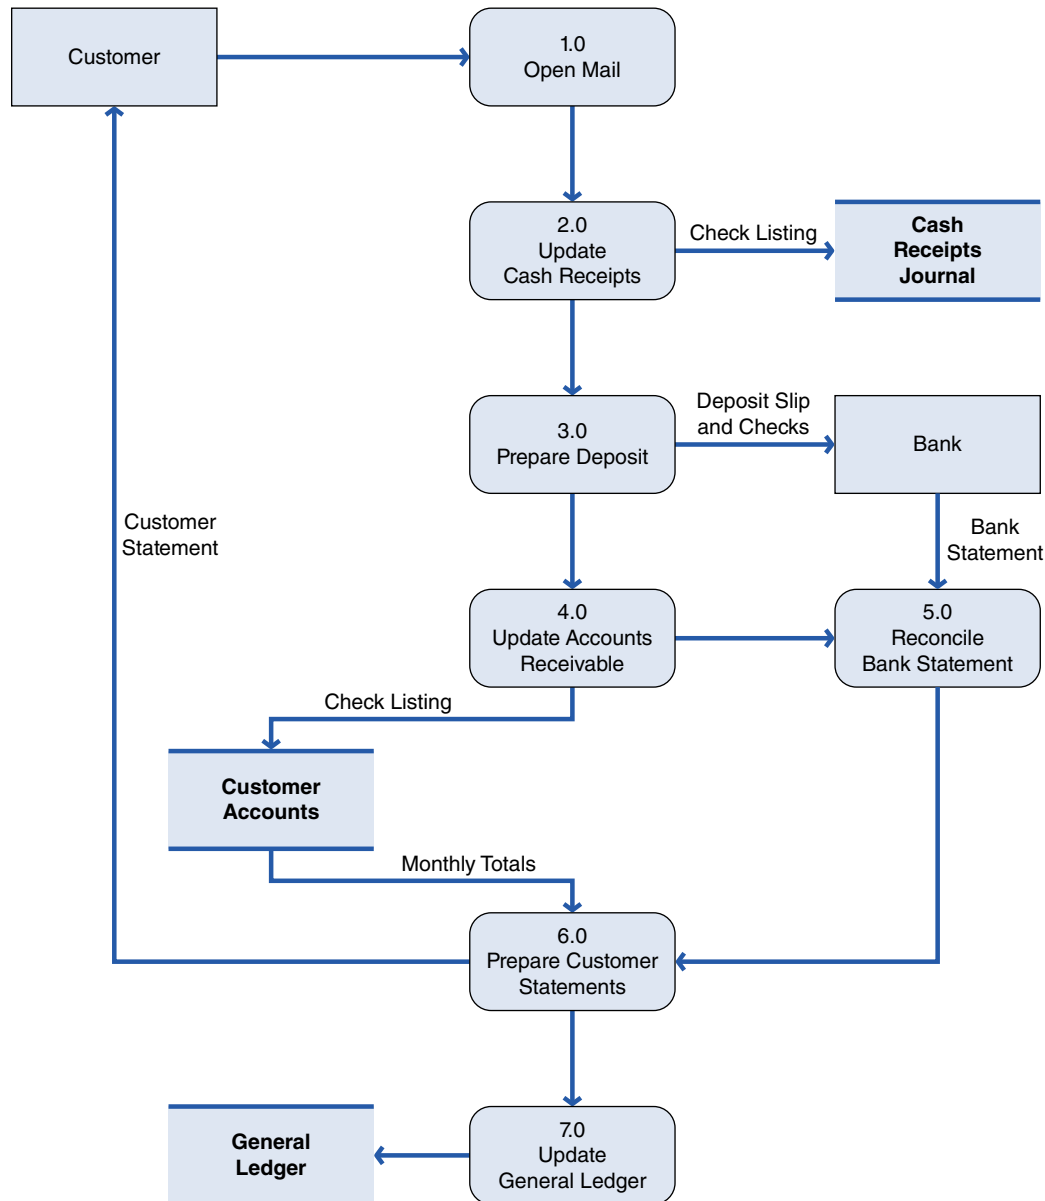 Customer
1.0
Open Mail
2.0
Update
Cash Receipts
Check Listing
Cash
Receipts
Journal
3.0
Prepare Deposit
Deposit Slip
and Checks
Bank
Customer
Statement
Bank
Statement
4.0
Update Accounts
Receivable
5.0
Reconcile
Bank Statement
Check Listing
Customer
Accounts
Monthly Totals
6.0
Prepare Customer
Statements
General
Ledger
7.0
Update
General Ledger